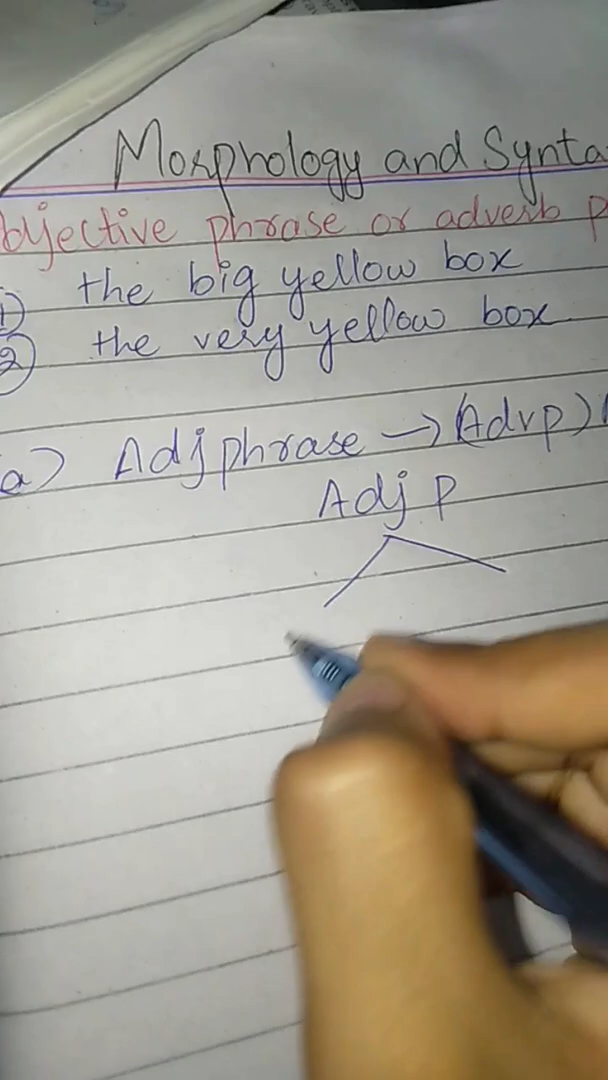 Morphology and Synta
djective phrase or adverb p
① the big yellow box
② the very yellow box
a) Adj phrase → (Advp)
Adj P